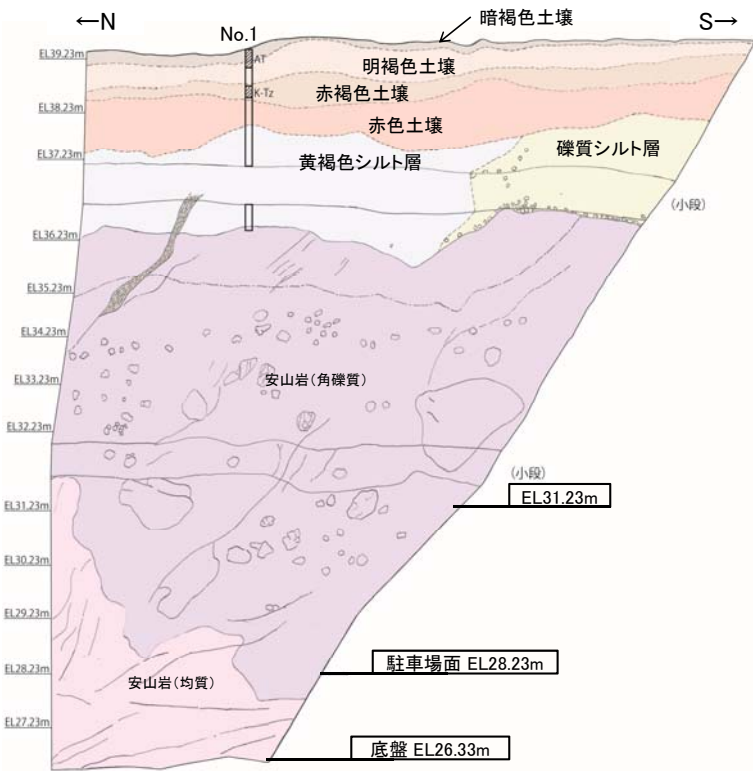 ←N
S→
No.1
暗褐色土壌
EL39.23m
AT
明褐色土壌
K-Tz
赤褐色土壌
EL38.23m
赤色土壌
EL37.23m
黄褐色シルト層
礫質シルト層
(小段)
EL36.23m
EL35.23m
EL34.23m
EL33.23m
安山岩(角礫質)
EL32.23m
(小段)
EL31.23m
EL31.23m
EL30.23m
EL29.23m
EL28.23m
駐車場面 EL28.23m
安山岩(均質)
EL27.23m
底盤 EL26.33m